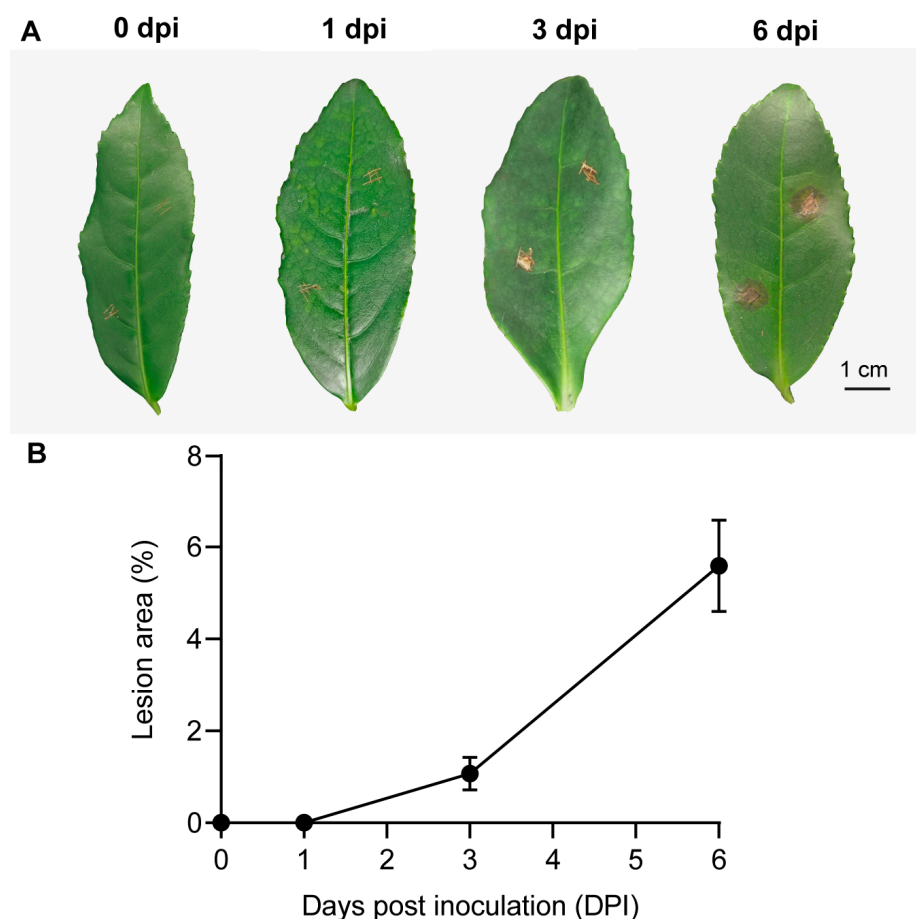 A
0 dpi 1 dpi 3 dpi 6 dpi
1 cm
B
8
6
4
2
0
Lesion area (%)
0 1 2 3 4 5 6
Days post inoculation (DPI)